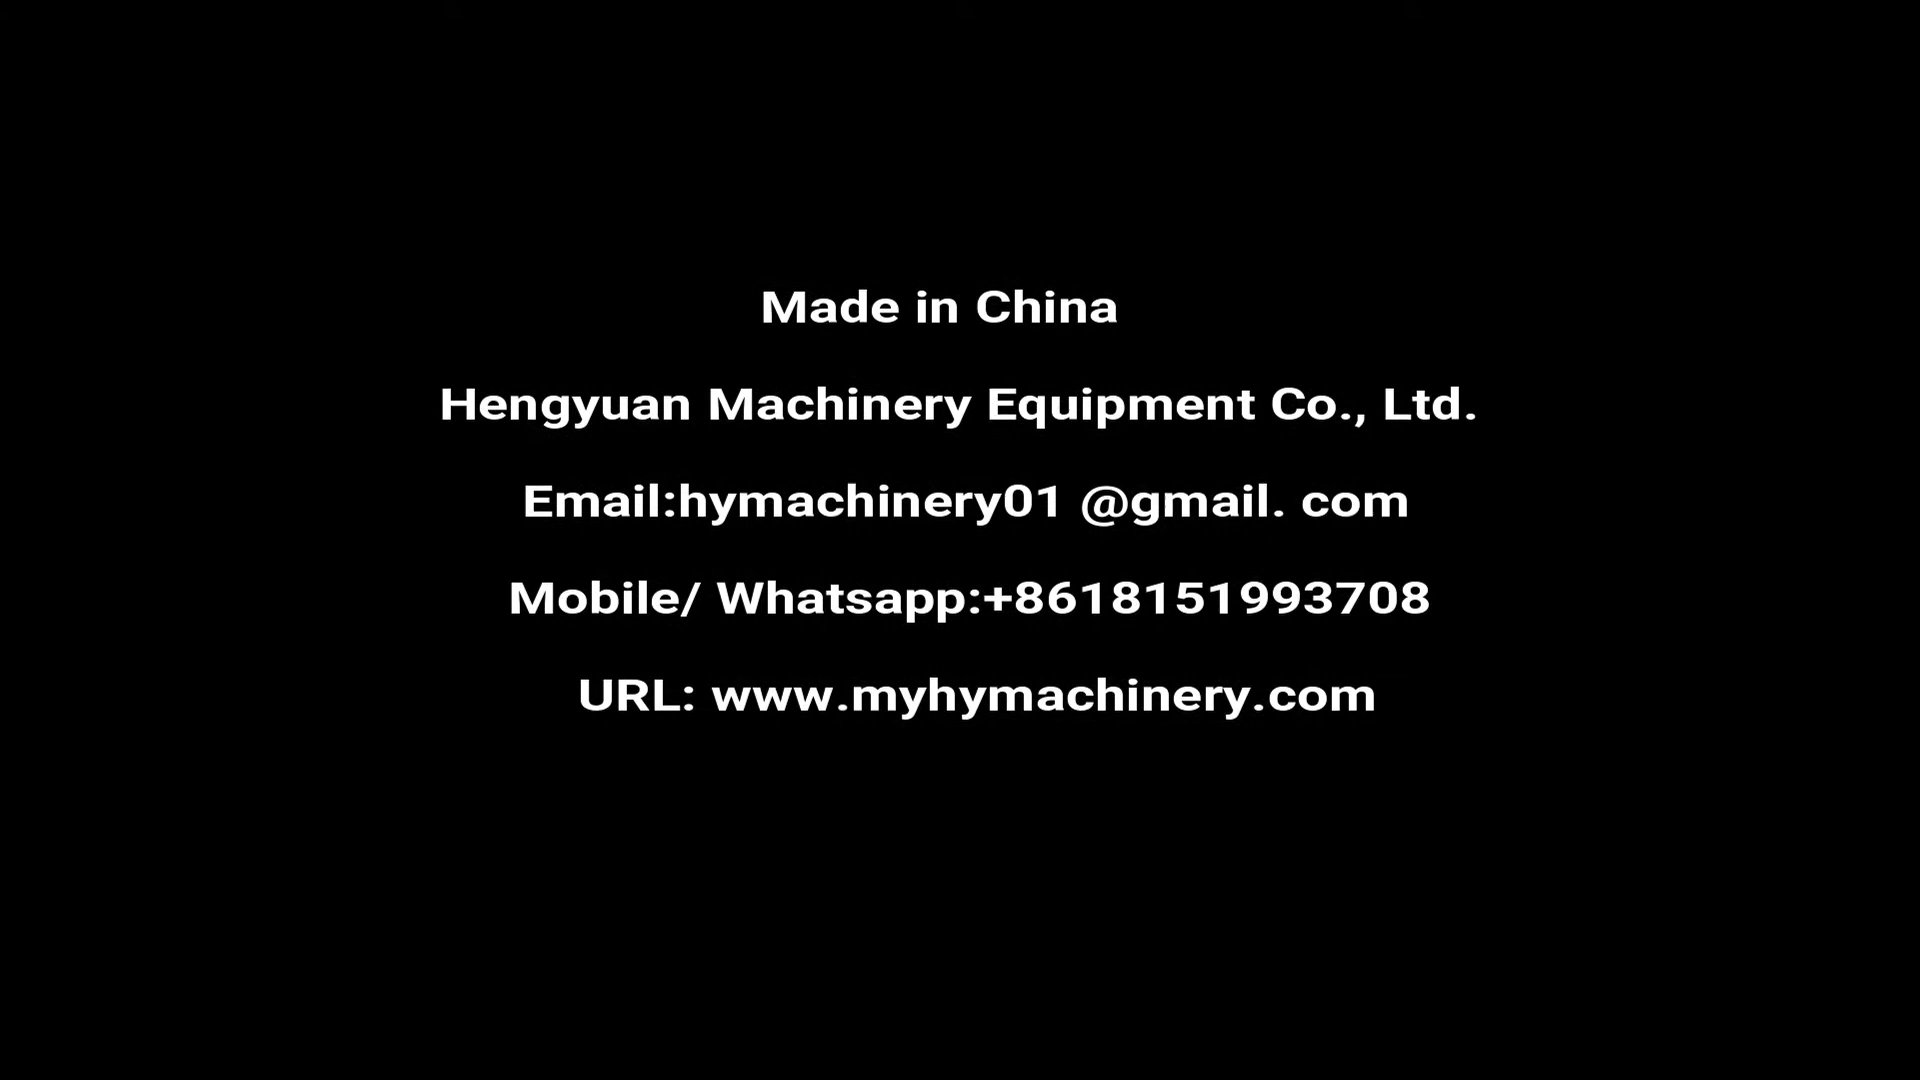 Made in China
Hengyuan Machinery Equipment Co., Ltd.
Email:hymachinery01 @gmail. com
Mobile/ Whatsapp:+8618151993708
URL: www.myhymachinery.com